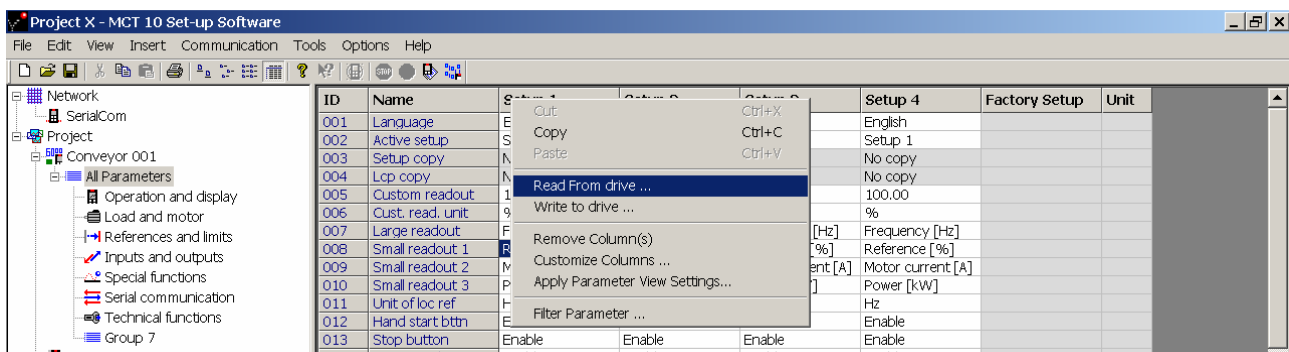 Project X - MCT 10 Set-up Software
File Edit View Insert Communication Tools Options Help
Network
SerialCom
Project
Conveyor 001
All Parameters
Operation and display
Load and motor
References and limits
Inputs and outputs
Special functions
Serial communication
Technical functions
Group 7
ID Name Setup 4 Factory Setup Unit
001 Language English
002 Active setup Setup 1
003 Setup copy No copy
004 Lcp copy No copy
005 Custom readout 100.00
006 Cust. read. unit %
007 Large readout [Hz] Frequency [Hz]
008 Small readout 1 [%] Reference [%]
009 Small readout 2 [A] Motor current [A]
010 Small readout 3 Power [kW]
011 Unit of loc ref Hz
012 Hand start bttn Enable
013 Stop button Enable Enable Enable Enable
Cut Ctrl+X
Copy Ctrl+C
Paste Ctrl+V
Read From drive ...
Write to drive ...
Remove Column(s)
Customize Columns ...
Apply Parameter View Settings...
Filter Parameter ...